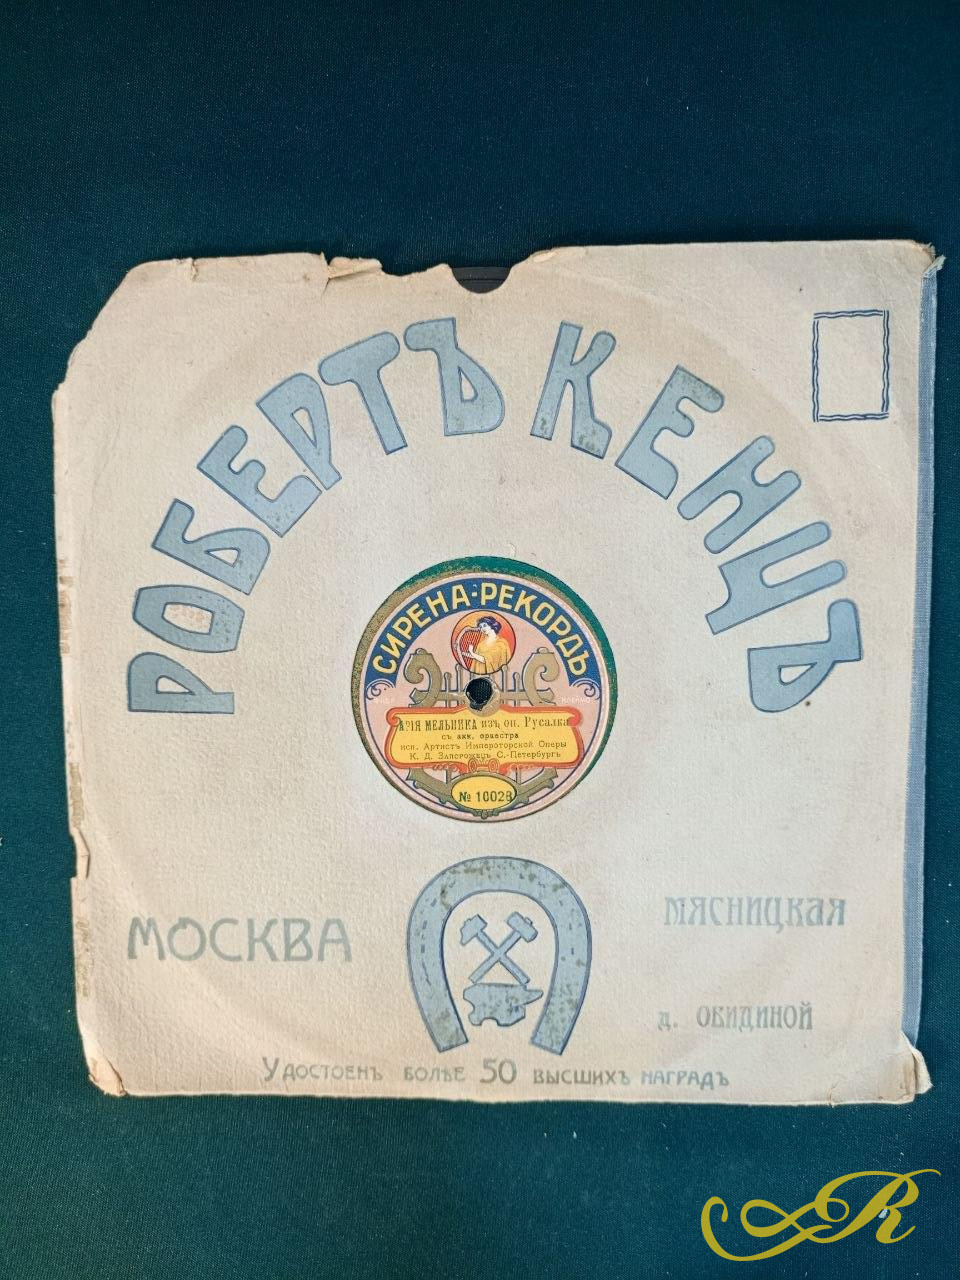 РОБЕРТЪ КЕНЦЪ
СИРЕНА-РЕКОРДЪ
АРІЯ МЕЛЬНИКА изъ оп. Русалка
съ акк. оркестра
исп. Артистъ Императорской Оперы
К. Д. Запорожецъ С.-Петербургъ
№ 10028
МОСКВА
МЯСНИЦКАЯ
д. ОБИДИНОЙ
Удостоенъ болѣе 50 высшихъ наградъ
R